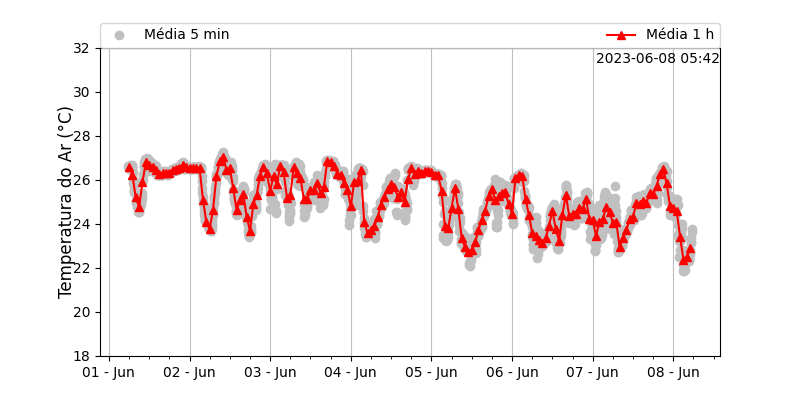 Média 5 min
Média 1 h
2023-06-08 05:42
Temperatura do Ar (°C)
32
30
28
26
24
22
20
18
01 - Jun
02 - Jun
03 - Jun
04 - Jun
05 - Jun
06 - Jun
07 - Jun
08 - Jun